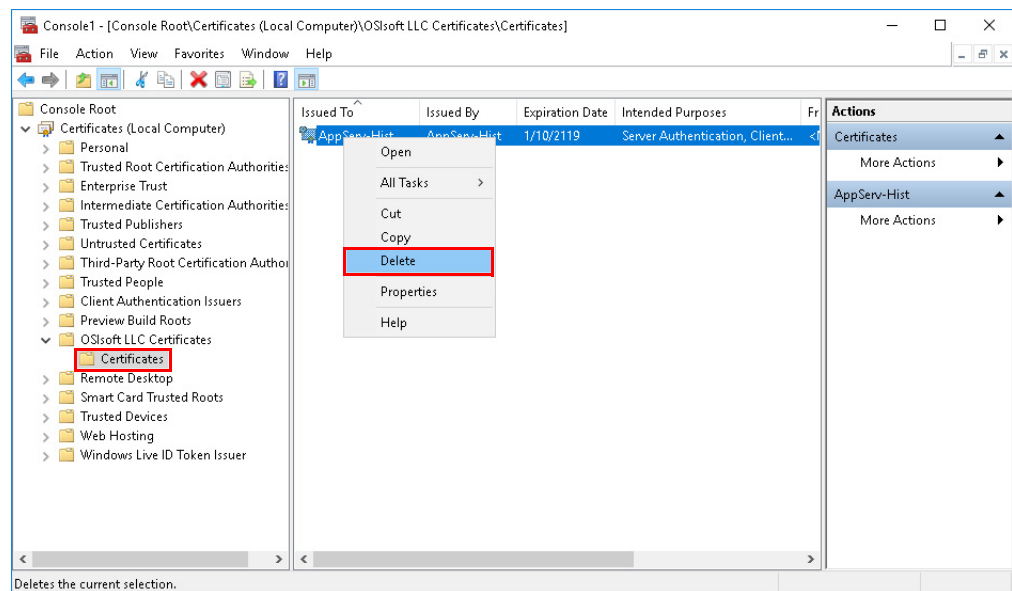 Console1 - [Console Root\Certificates (Local Computer)\OSIsoft LLC Certificates\Certificates]
File Action View Favorites Window Help
Console Root
Certificates (Local Computer)
Personal
Trusted Root Certification Authorities
Enterprise Trust
Intermediate Certification Authorities
Trusted Publishers
Untrusted Certificates
Third-Party Root Certification Author
Trusted People
Client Authentication Issuers
Preview Build Roots
OSIsoft LLC Certificates
Certificates
Remote Desktop
Smart Card Trusted Roots
Trusted Devices
Web Hosting
Windows Live ID Token Issuer
Issued To Issued By Expiration Date Intended Purposes Fr
AppServ-Hist AppServ-Hist 1/10/2119 Server Authentication, Client...
Open
All Tasks
Cut
Copy
Delete
Properties
Help
Actions
Certificates
More Actions
AppServ-Hist
More Actions
Deletes the current selection.